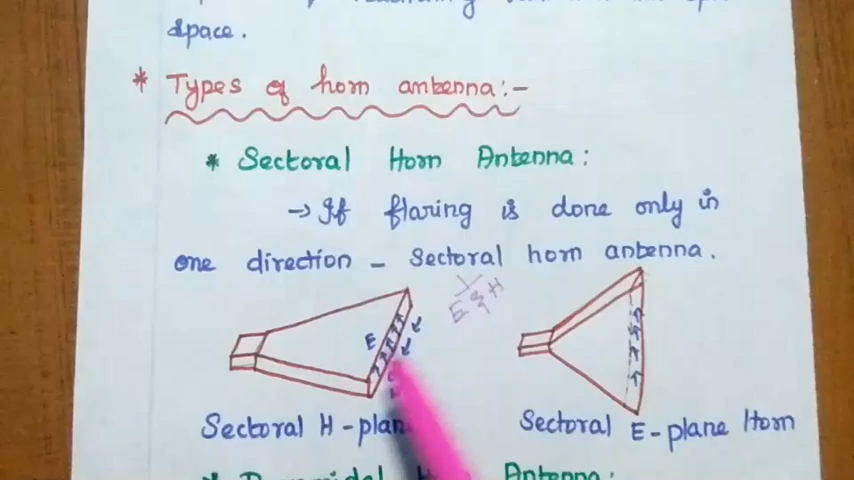 space.
* Types of horn antenna:-
* Sectoral Horn Antenna:
→ If flaring is done only in
one direction - Sectoral horn antenna.
E & H
E
Sectoral H-plan
Sectoral E-plane Horn
Horn Antenna: